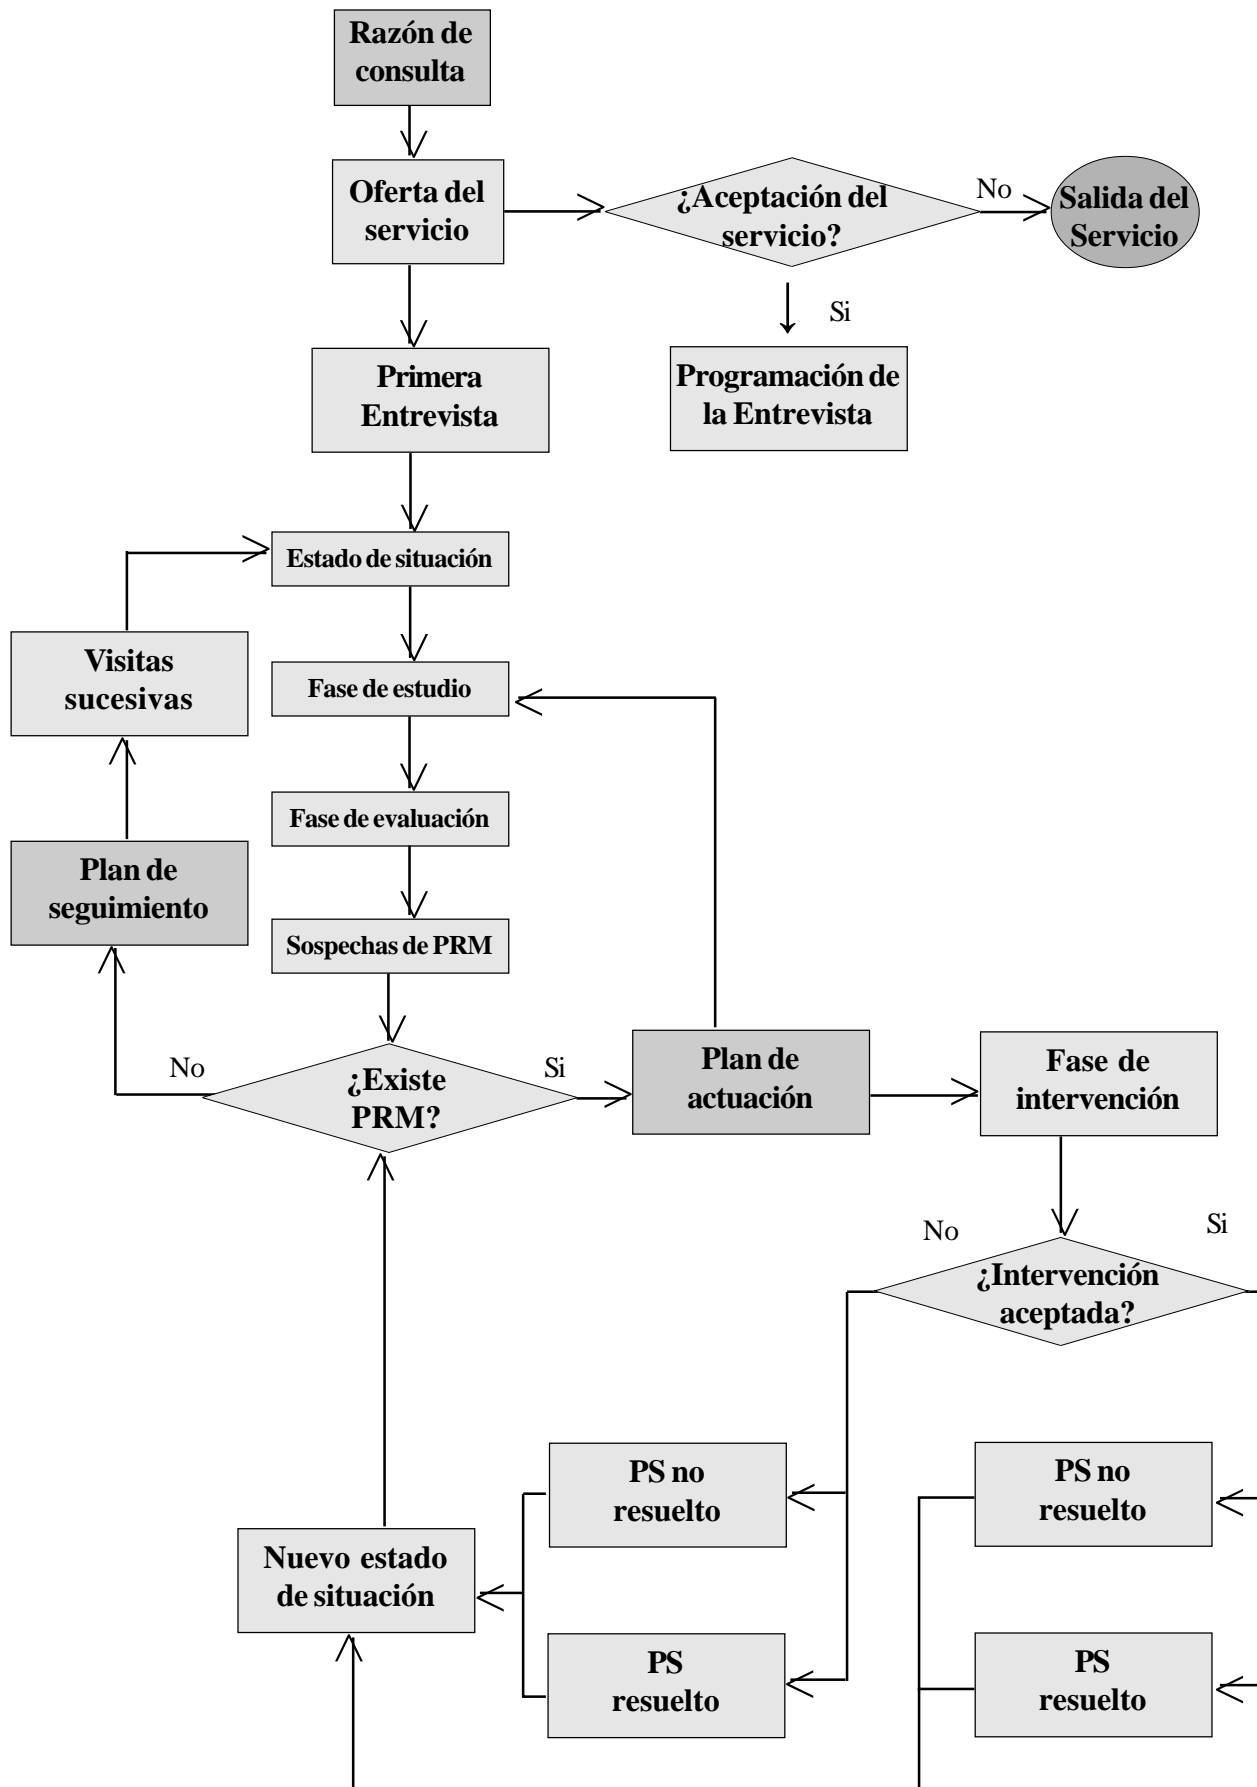 Razón de
consulta
Oferta del
servicio
¿Aceptación del
servicio?
No
Salida del
Servicio
Si
Primera
Entrevista
Programación de
la Entrevista
Estado de situación
Visitas
sucesivas
Fase de estudio
Fase de evaluación
Plan de
seguimiento
Sospechas de PRM
No
¿Existe
PRM?
Si
Plan de
actuación
Fase de
intervención
No
Si
¿Intervención
aceptada?
PS no
resuelto
PS no
resuelto
Nuevo estado
de situación
PS
resuelto
PS
resuelto